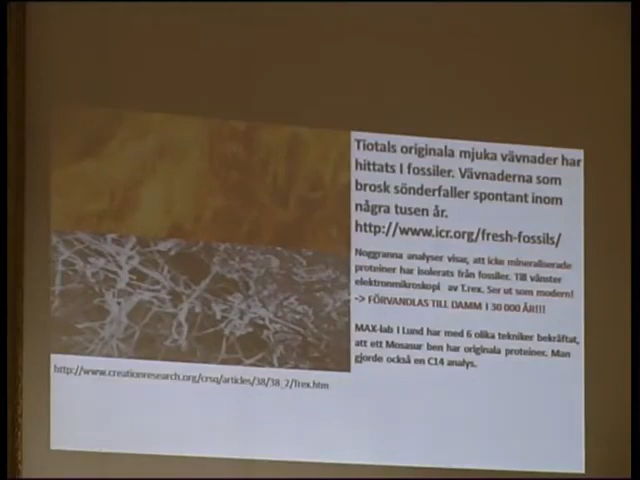 Tiotals originala mjuka vävnader har
hittats I fossiler. Vävnaderna som
brosk sönderfaller spontant inom
några tusen år.
http://www.icr.org/fresh-fossils/
Noggranna analyser visar, att icke mineraliserade
proteiner har isolerats från fossiler. Till vänster
elektronmikroskopi av T.rex. Ser ut som modern!
-> FÖRVANDLAS TILL DAMM I 30 000 ÅR!!!
MAX-lab I Lund har med 6 olika tekniker bekräftat,
att ett Mosasur ben har originala proteiner. Man
gjorde också en C14 analys.
http://www.creationresearch.org/crsq/articles/38/38_2/Trex.htm